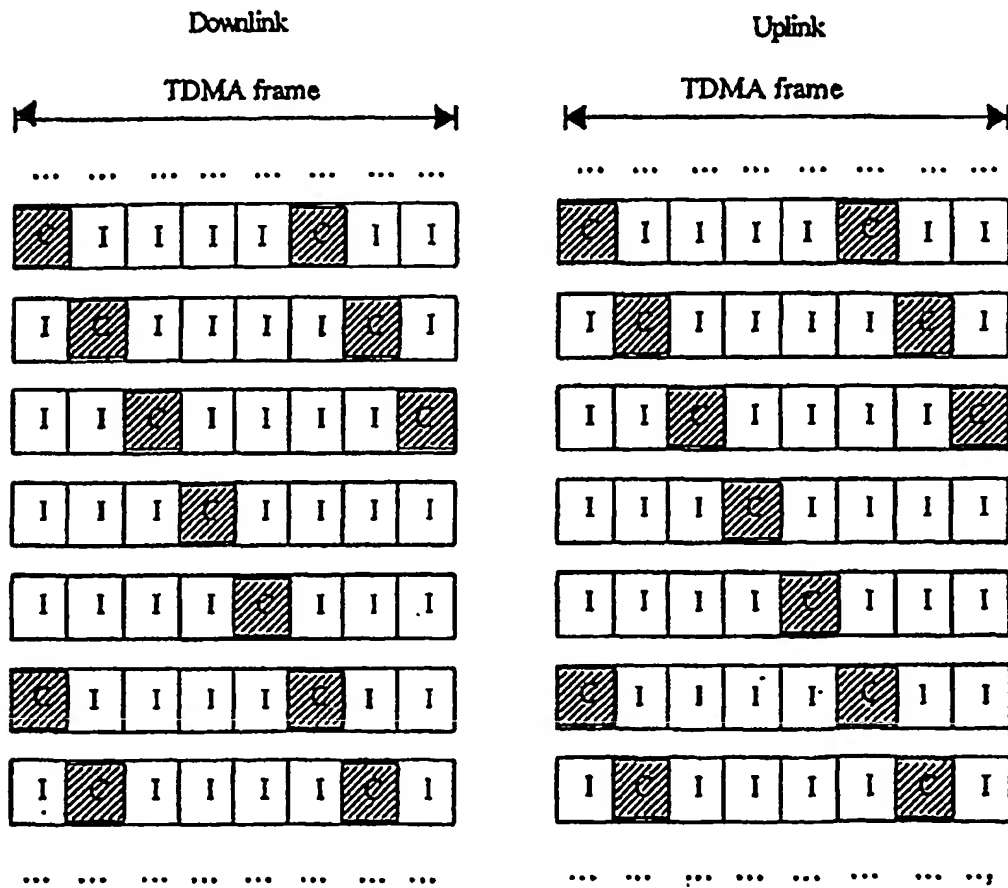 Downlink Uplink
TDMA frame TDMA frame
... ... ... ... ... ... ... ... ... ... ... ... ... ... ... ...
C I I I I C I I C I I I I C I I
I C I I I I C I I C I I I I C I
I I C I I I I C I I C I I I I C
I I I C I I I I I I I C I I I I
I I I I C I I I I I I I C I I I
C I I I I C I I C I I I I C I I
I C I I I I C I I C I I I I C I
... ... ... ... ... ... ... ... ... ... ... ... ... ... ... ...